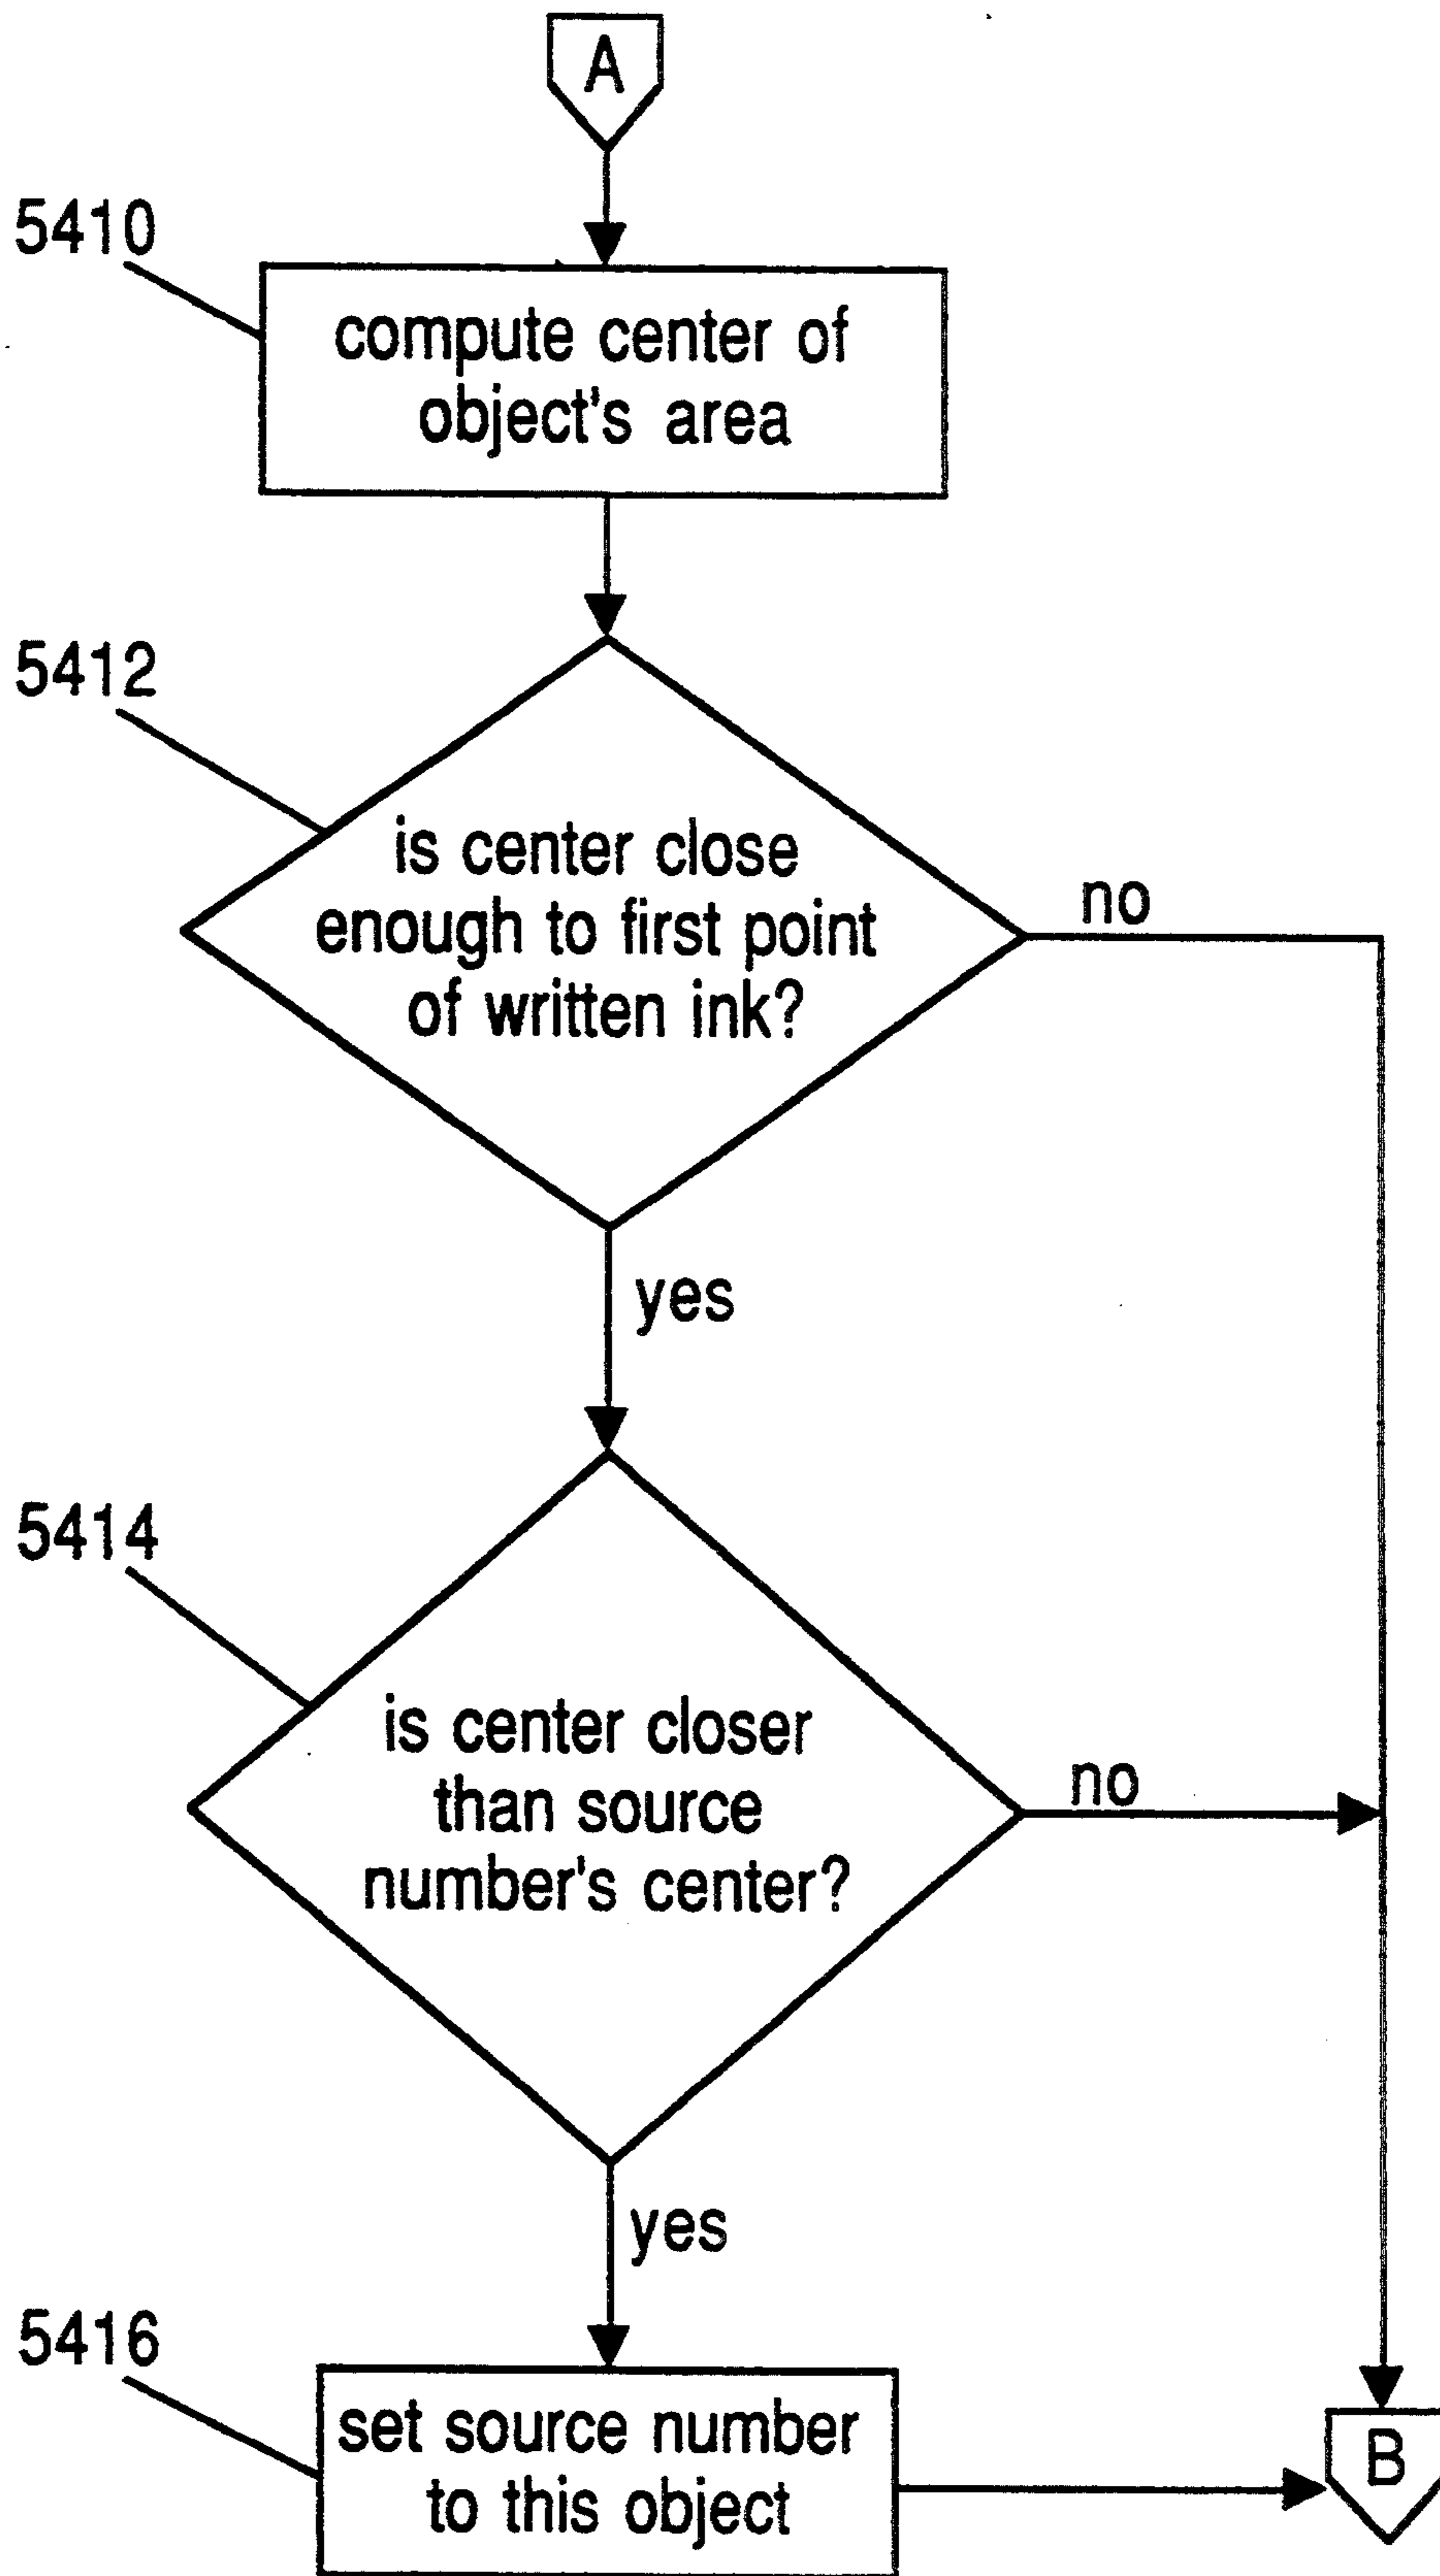 A
5410
compute center of
object's area
5412
is center close
enough to first point
of written ink?
no
yes
5414
is center closer
than source
number's center?
no
yes
5416
set source number
to this object
B